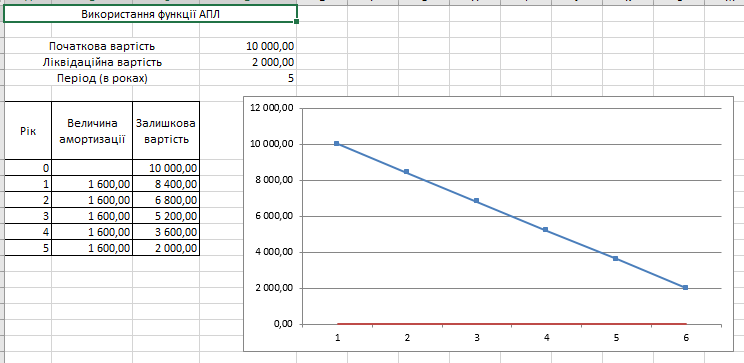 Використання функції АПЛ
Початкова вартість 10 000,00
Ліквідаційна вартість 2 000,00
Період (в роках) 5
Рік Величина амортизації Залишкова вартість
0 10 000,00
1 1 600,00 8 400,00
2 1 600,00 6 800,00
3 1 600,00 5 200,00
4 1 600,00 3 600,00
5 1 600,00 2 000,00
12 000,00
10 000,00
8 000,00
6 000,00
4 000,00
2 000,00
0,00
1 2 3 4 5 6